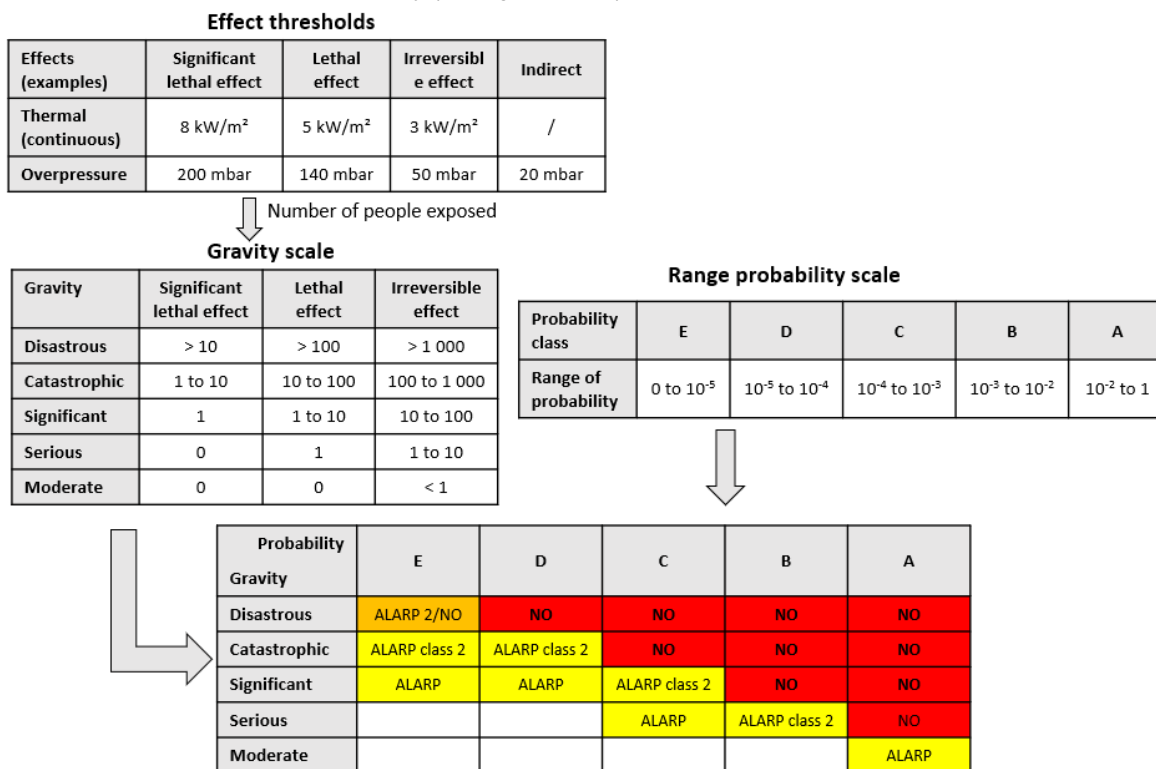 Effect thresholds
Effects (examples) Significant lethal effect Lethal effect Irreversibl e effect Indirect
Thermal (continuous) 8 kW/m² 5 kW/m² 3 kW/m² /
Overpressure 200 mbar 140 mbar 50 mbar 20 mbar
Number of people exposed
Gravity scale
Gravity Significant lethal effect Lethal effect Irreversible effect
Disastrous > 10 > 100 > 1 000
Catastrophic 1 to 10 10 to 100 100 to 1 000
Significant 1 1 to 10 10 to 100
Serious 0 1 1 to 10
Moderate 0 0 < 1
Range probability scale
Probability class E D C B A
Range of probability 0 to 10⁻⁵ 10⁻⁵ to 10⁻⁴ 10⁻⁴ to 10⁻³ 10⁻³ to 10⁻² 10⁻² to 1
Probability Gravity E D C B A
Disastrous ALARP 2/NO NO NO NO NO
Catastrophic ALARP class 2 ALARP class 2 NO NO NO
Significant ALARP ALARP ALARP class 2 NO NO
Serious ALARP ALARP class 2 NO
Moderate ALARP